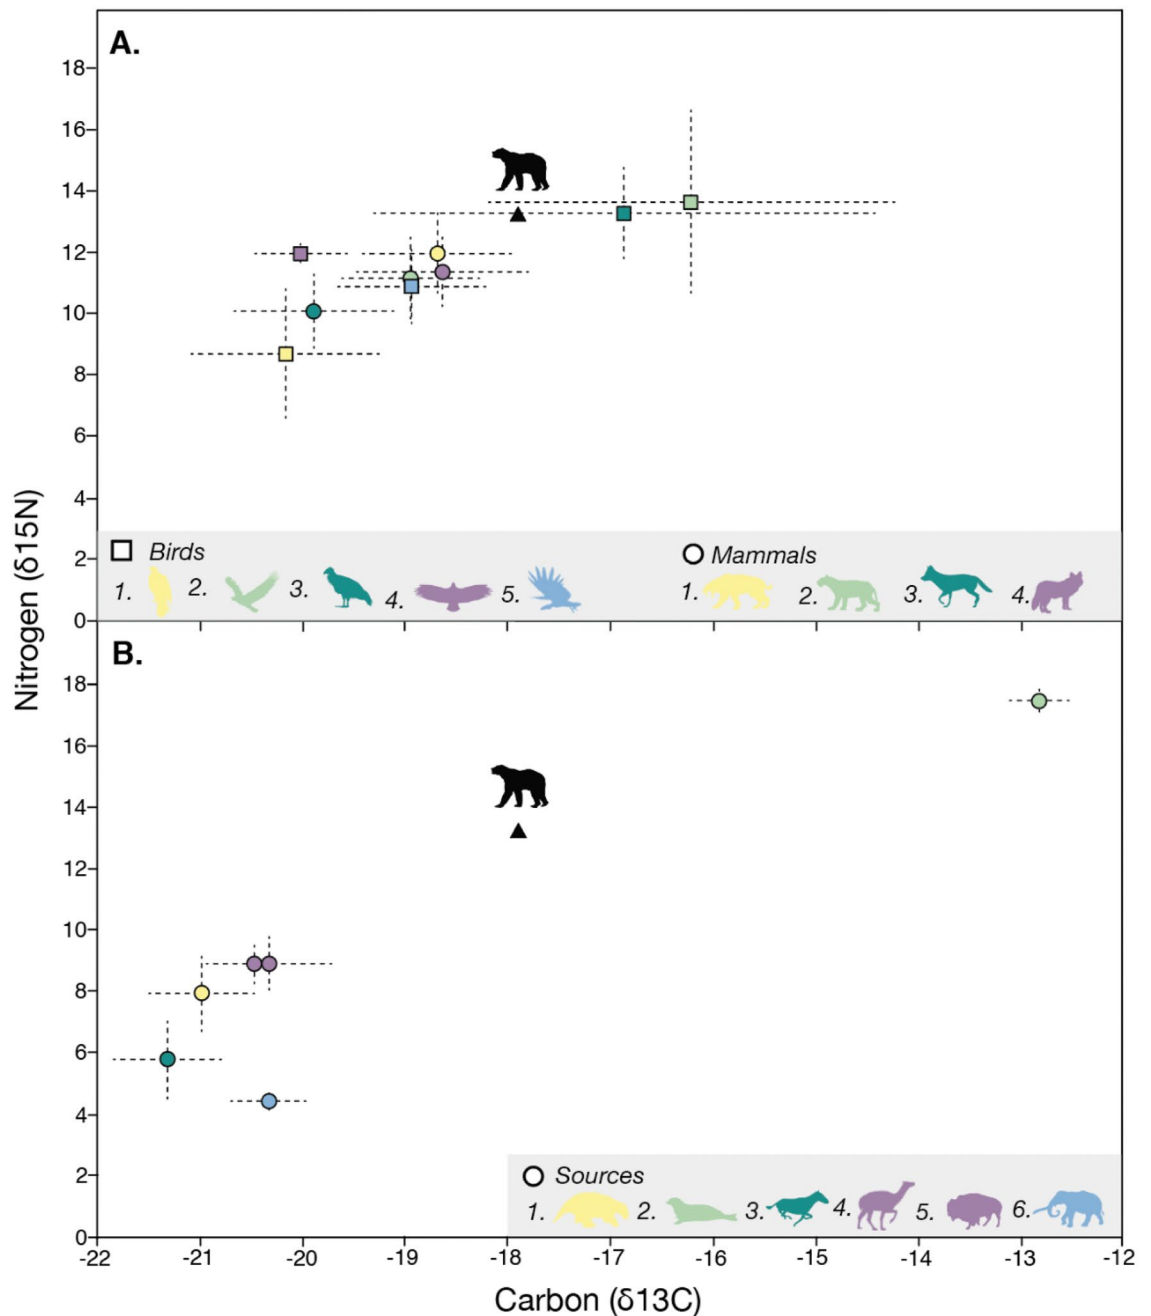 A.
18
16
14
12
10
8
6
4
2
0
Birds
1. 2. 3. 4. 5.
Mammals
1. 2. 3. 4.
Nitrogen (δ15N)
B.
18
16
14
12
10
8
6
4
2
0
Sources
1. 2. 3. 4. 5. 6.
-22 -21 -20 -19 -18 -17 -16 -15 -14 -13 -12
Carbon (δ13C)